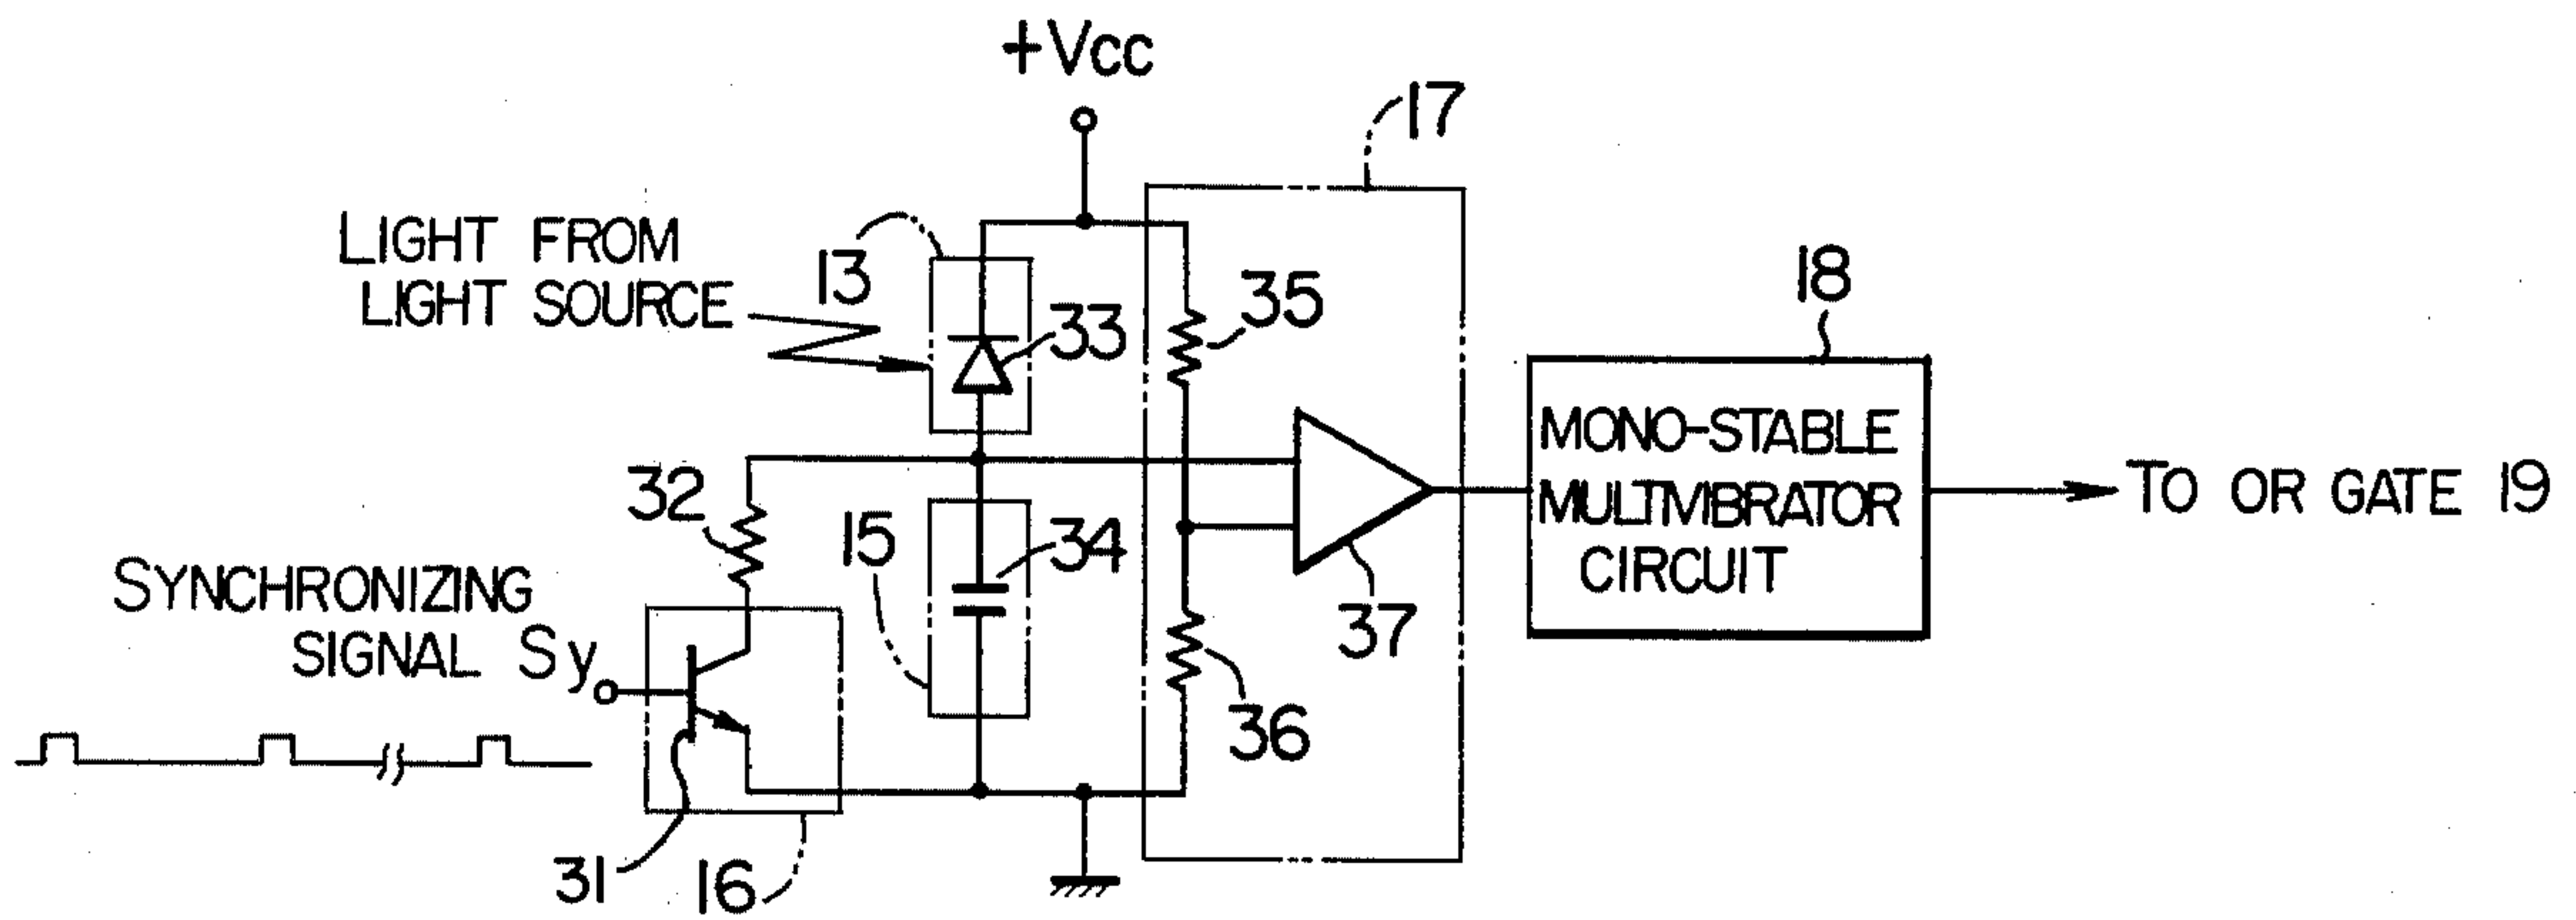 +Vcc
17
LIGHT FROM
LIGHT SOURCE
13
33
35
18
MONO-STABLE
MULTIVIBRATOR
CIRCUIT
TO OR GATE 19
32
15
34
37
SYNCHRONIZING
SIGNAL Sy
36
31
16